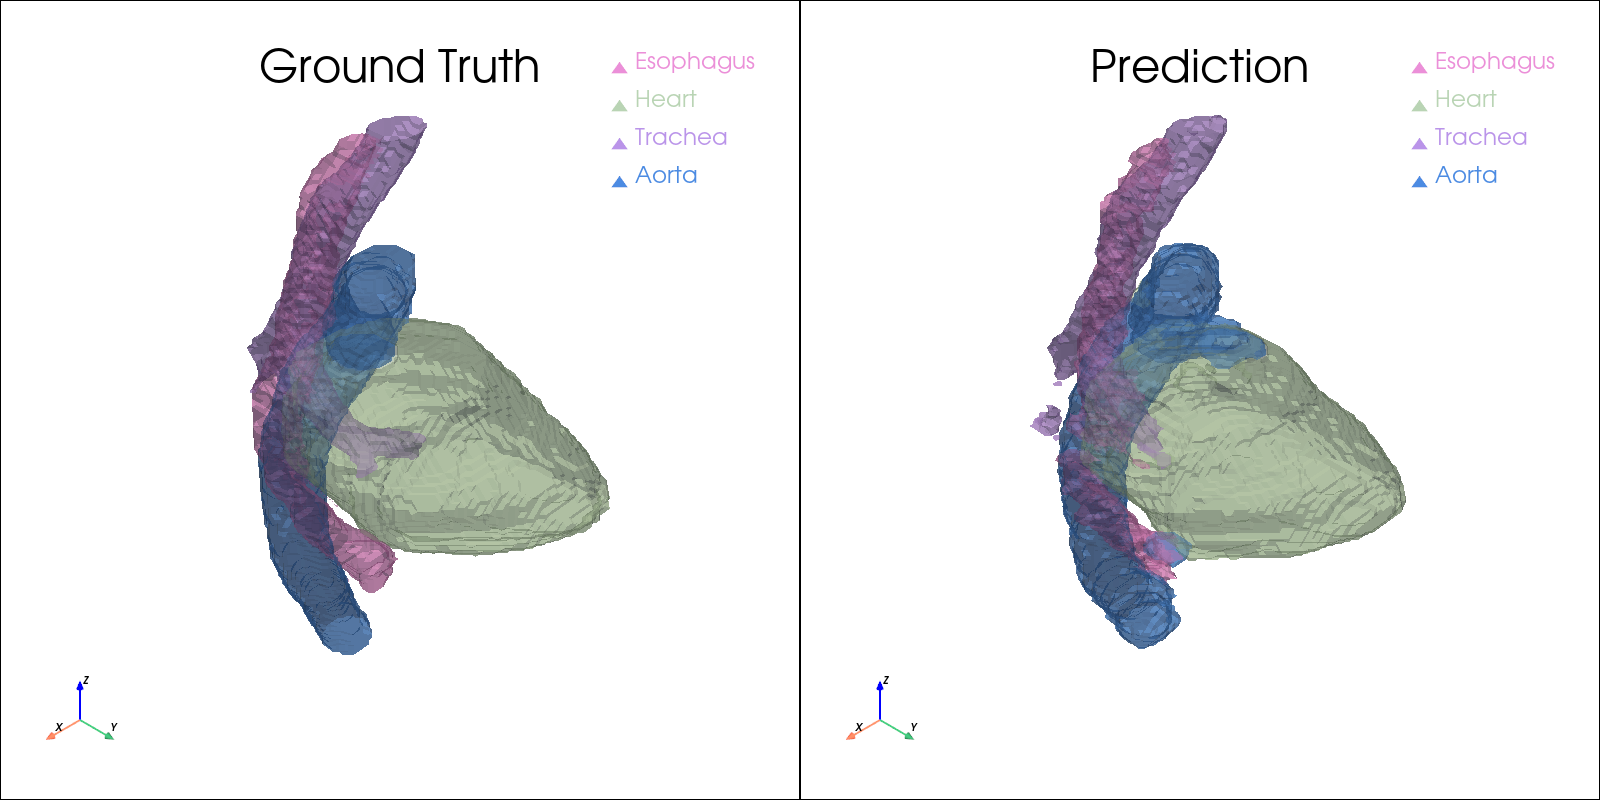 Ground Truth
Esophagus
Heart
Trachea
Aorta
Z
X
Y
Prediction
Esophagus
Heart
Trachea
Aorta
Z
X
Y